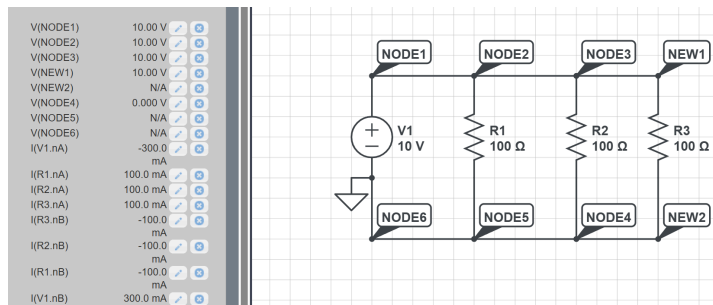 V(NODE1) 10.00 V
V(NODE2) 10.00 V
V(NODE3) 10.00 V
V(NEW1) 10.00 V
V(NEW2) N/A
V(NODE4) 0.000 V
V(NODE5) N/A
V(NODE6) N/A
I(V1.nA) -300.0
mA
I(R1.nA) 100.0 mA
I(R2.nA) 100.0 mA
I(R3.nA) 100.0 mA
I(R3.nB) -100.0
mA
I(R2.nB) -100.0
mA
I(R1.nB) -100.0
mA
I(V1.nB) 300.0 mA
NODE1 NODE2 NODE3 NEW1
V1 R1 R2 R3
10 V 100 Ω 100 Ω 100 Ω
NODE6 NODE5 NODE4 NEW2